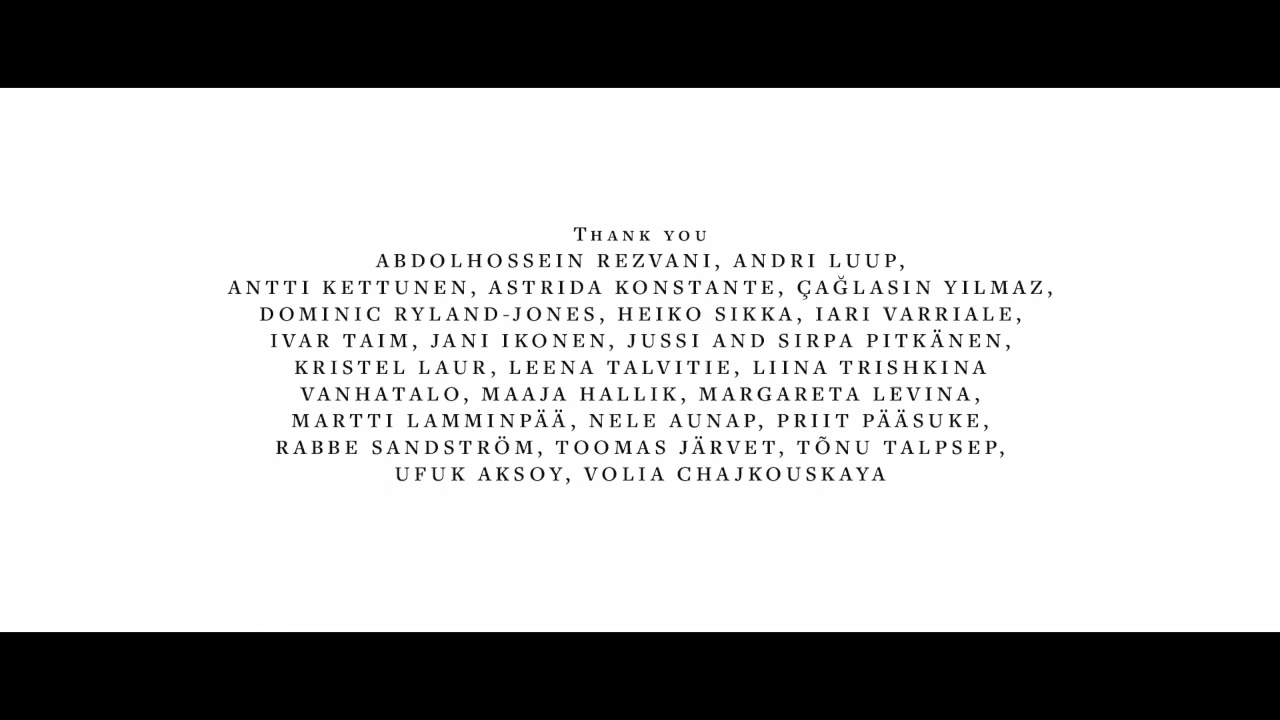 Thank you
ABDOLHOSSEIN REZVANI, ANDRI LUUP,
ANTTI KETTUNEN, ASTRIDA KONSTANTE, ÇAĞLASIN YILMAZ,
DOMINIC RYLAND-JONES, HEIKO SIKKA, IARI VARRIALE,
IVAR TAIM, JANI IKONEN, JUSSI AND SIRPA PITKÄNEN,
KRISTEL LAUR, LEENA TALVITIE, LIINA TRISHKINA
VANHATALO, MAAJA HALLIK, MARGARETA LEVINA,
MARTTI LAMMINPÄÄ, NELE AUNAP, PRIIT PÄÄSUKE,
RABBE SANDSTRÖM, TOOMAS JÄRVET, TÕNU TALPSEP,
UFUK AKSOY, VOLIA CHAJKOUSKAYA